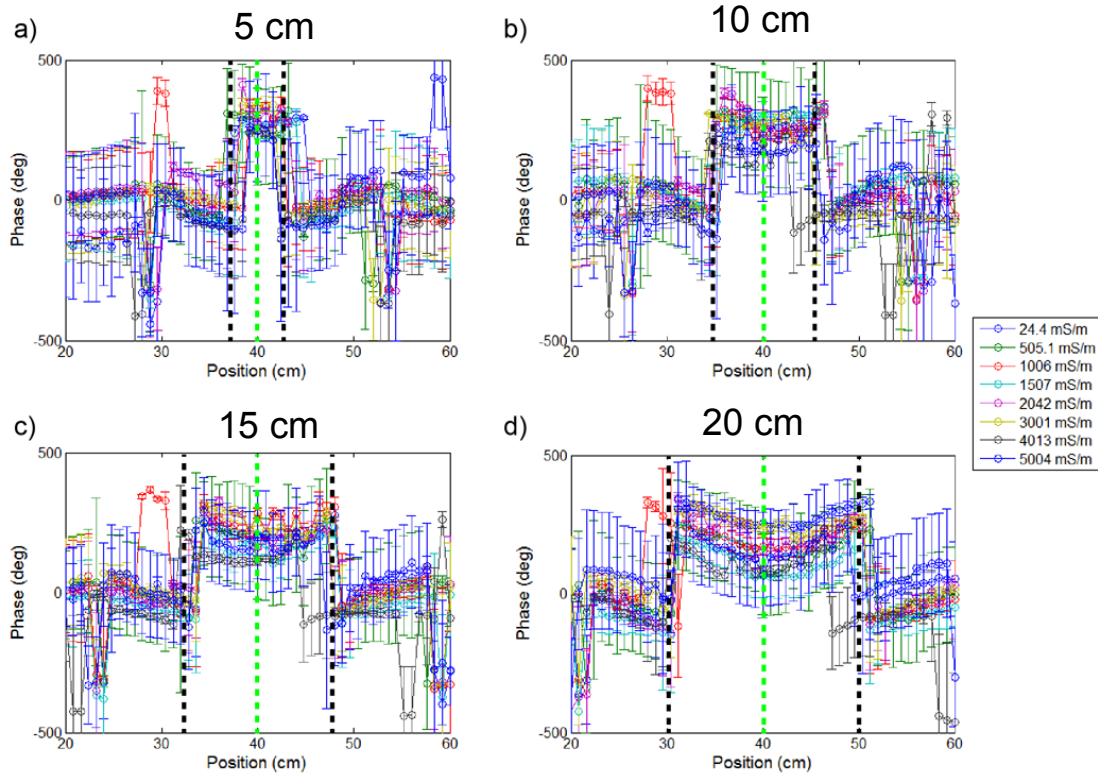 a)
5 cm
500
0
-500
Phase (deg)
20
30
40
50
60
Position (cm)
b)
10 cm
500
0
-500
Phase (deg)
20
30
40
50
60
Position (cm)
24.4 mS/m
505.1 mS/m
1006 mS/m
1507 mS/m
2042 mS/m
3001 mS/m
4013 mS/m
5004 mS/m
c)
15 cm
500
0
-500
Phase (deg)
20
30
40
50
60
Position (cm)
d)
20 cm
500
0
-500
Phase (deg)
20
30
40
50
60
Position (cm)